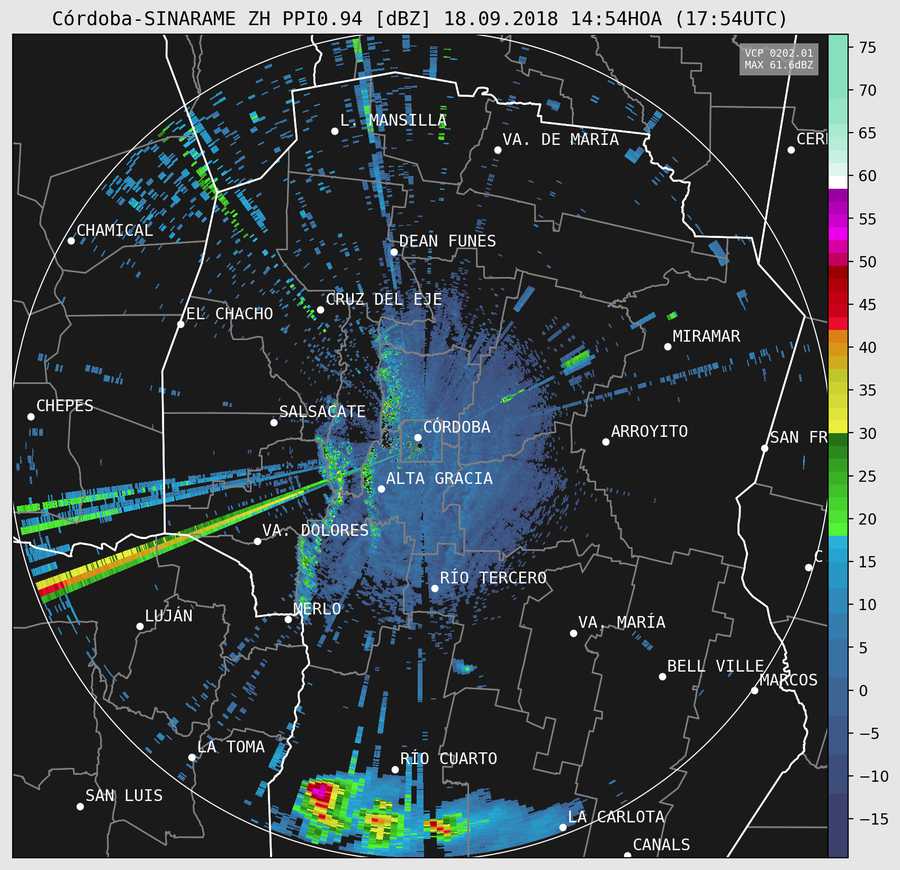 Córdoba-SINARAME ZH PPI0.94 [dBZ] 18.09.2018 14:54HOA (17:54UTC)
VCP 0202.01
MAX 61.6dBZ
L. MANSILLA
VA. DE MARÍA
CER
CHAMICAL
DEAN FUNES
CRUZ DEL EJE
EL CHACHO
MIRAMAR
CHEPES
SALSACATE
CÓRDOBA
ARROYITO
SAN FR
ALTA GRACIA
VA. DOLORES
C
RÍO TERCERO
MERLO
LUJÁN
VA. MARÍA
BELL VILLE
MARCOS
LA TOMA
RÍO CUARTO
SAN LUIS
LA CARLOTA
CANALS
75
70
65
60
55
50
45
40
35
30
25
20
15
10
5
0
−5
−10
−15